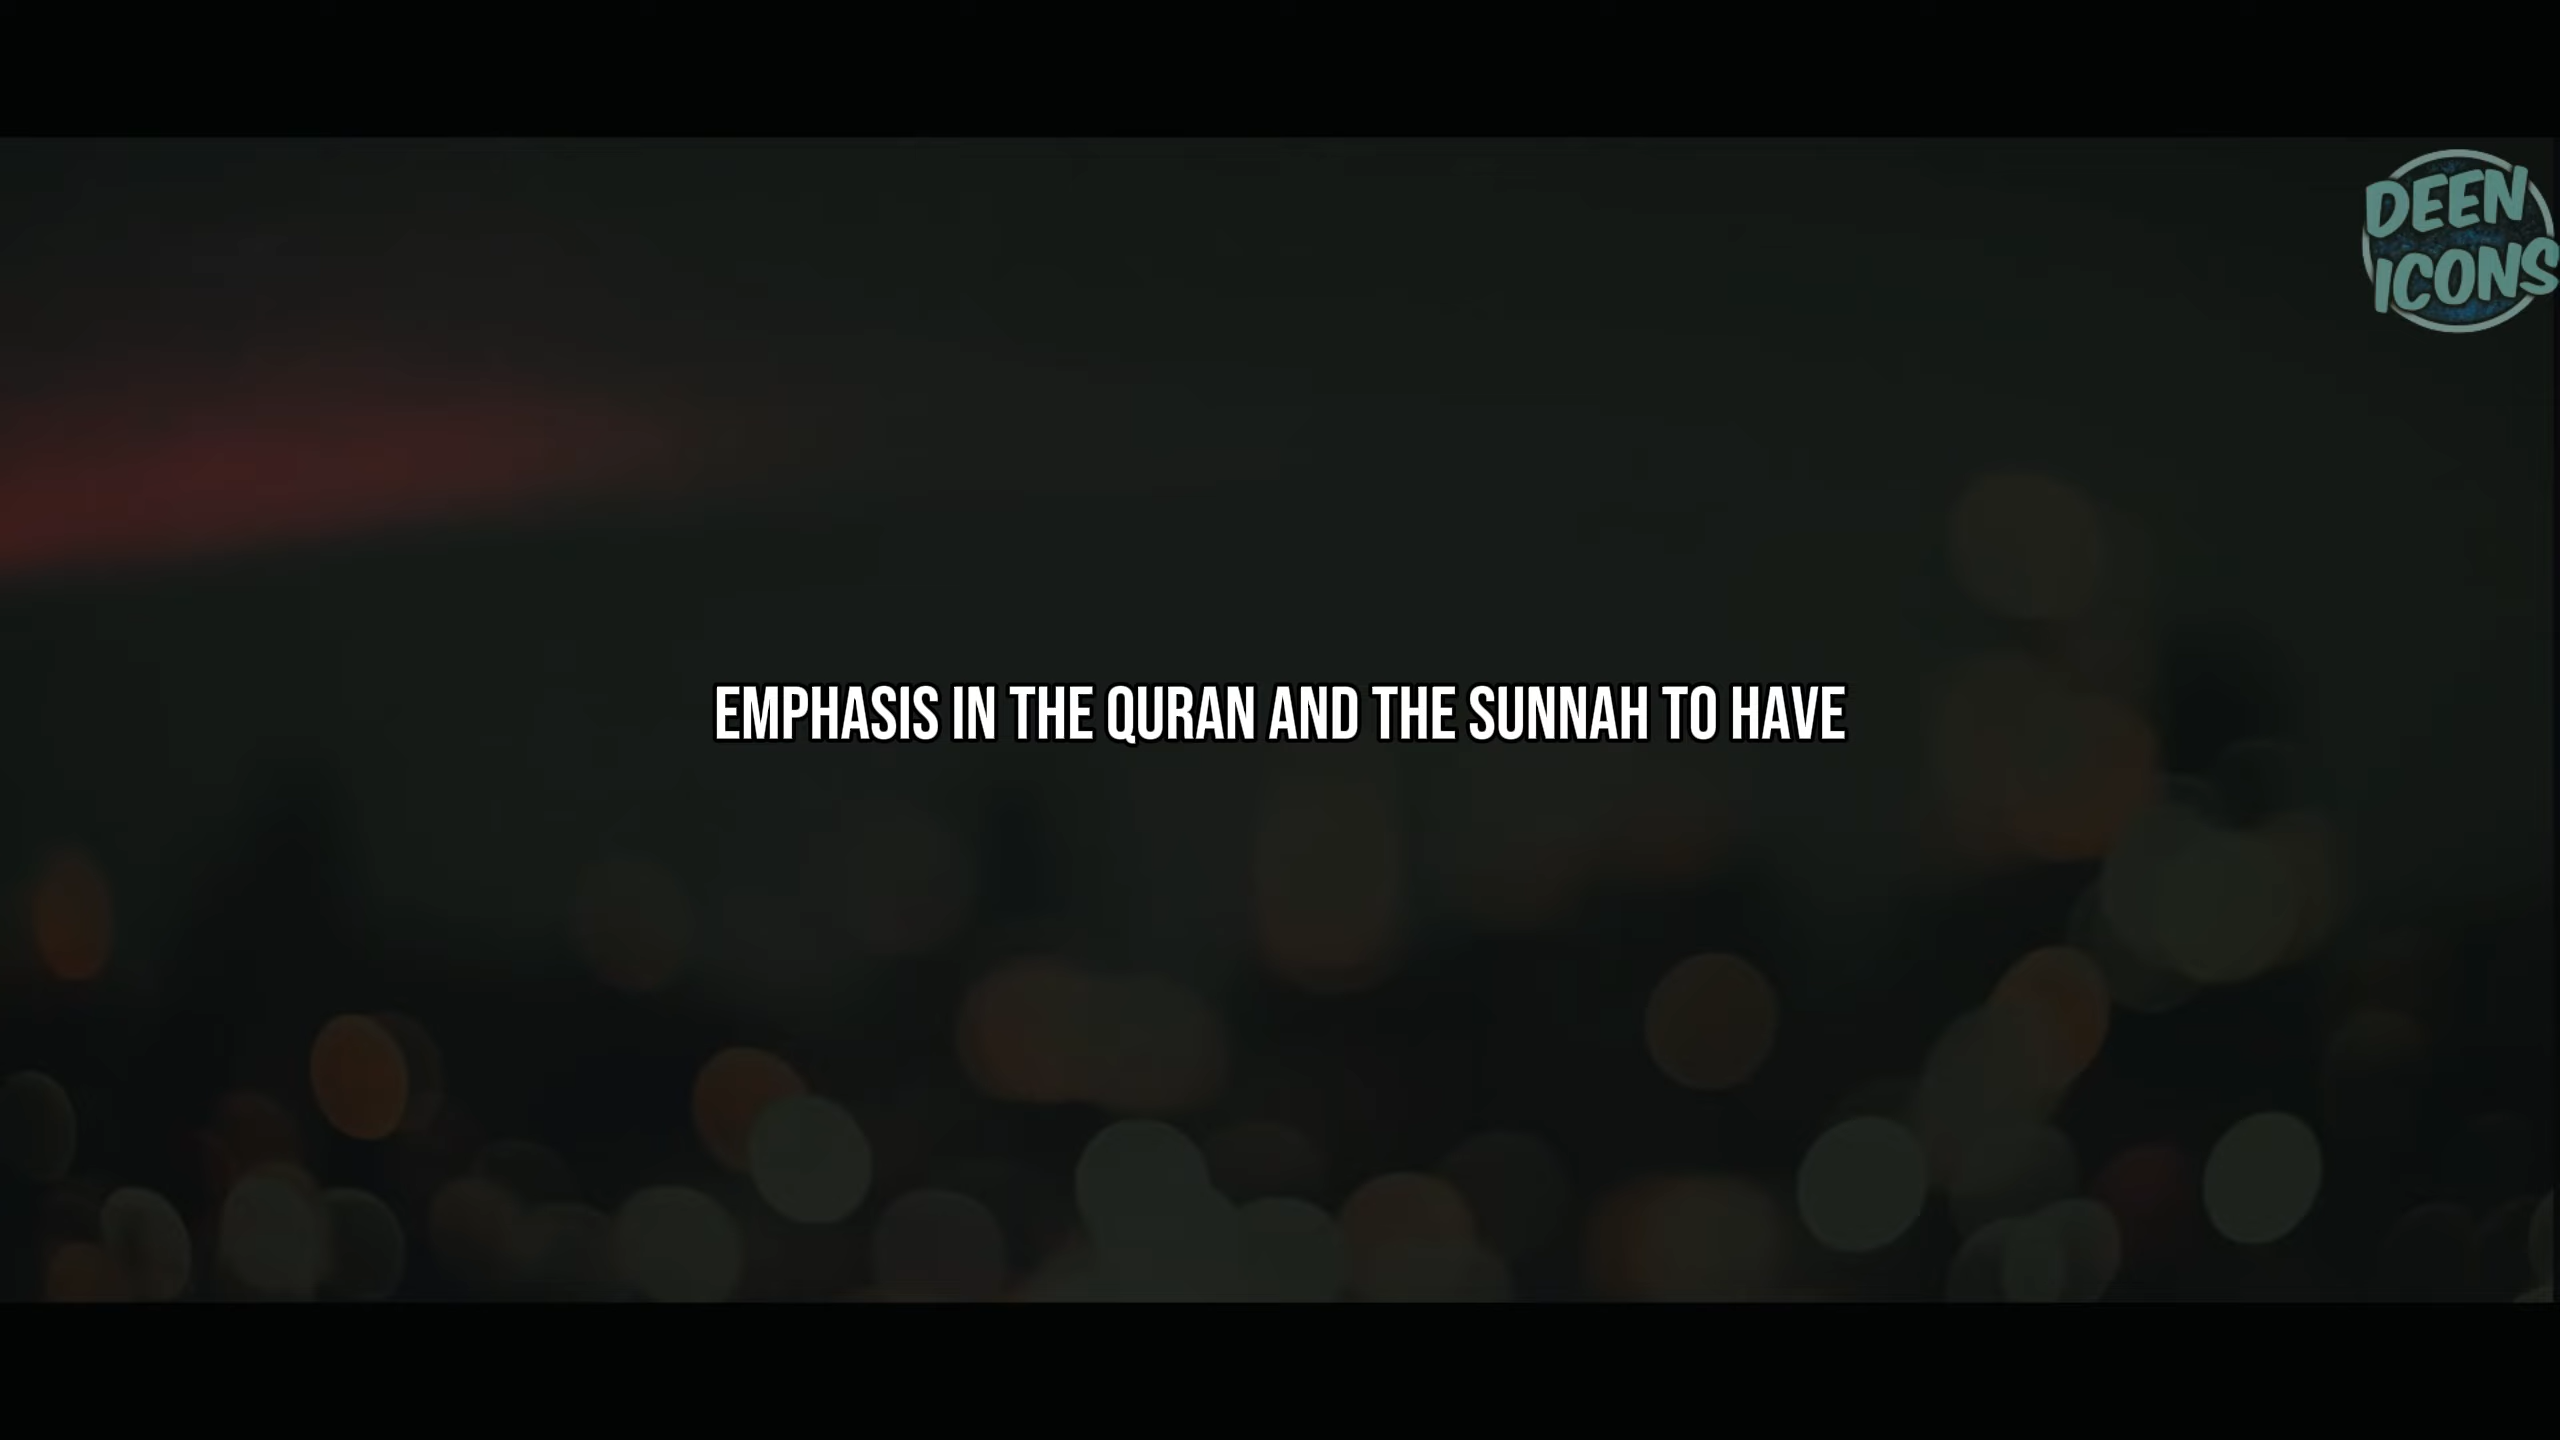 DEEN
ICONS
EMPHASIS IN THE QURAN AND THE SUNNAH TO HAVE